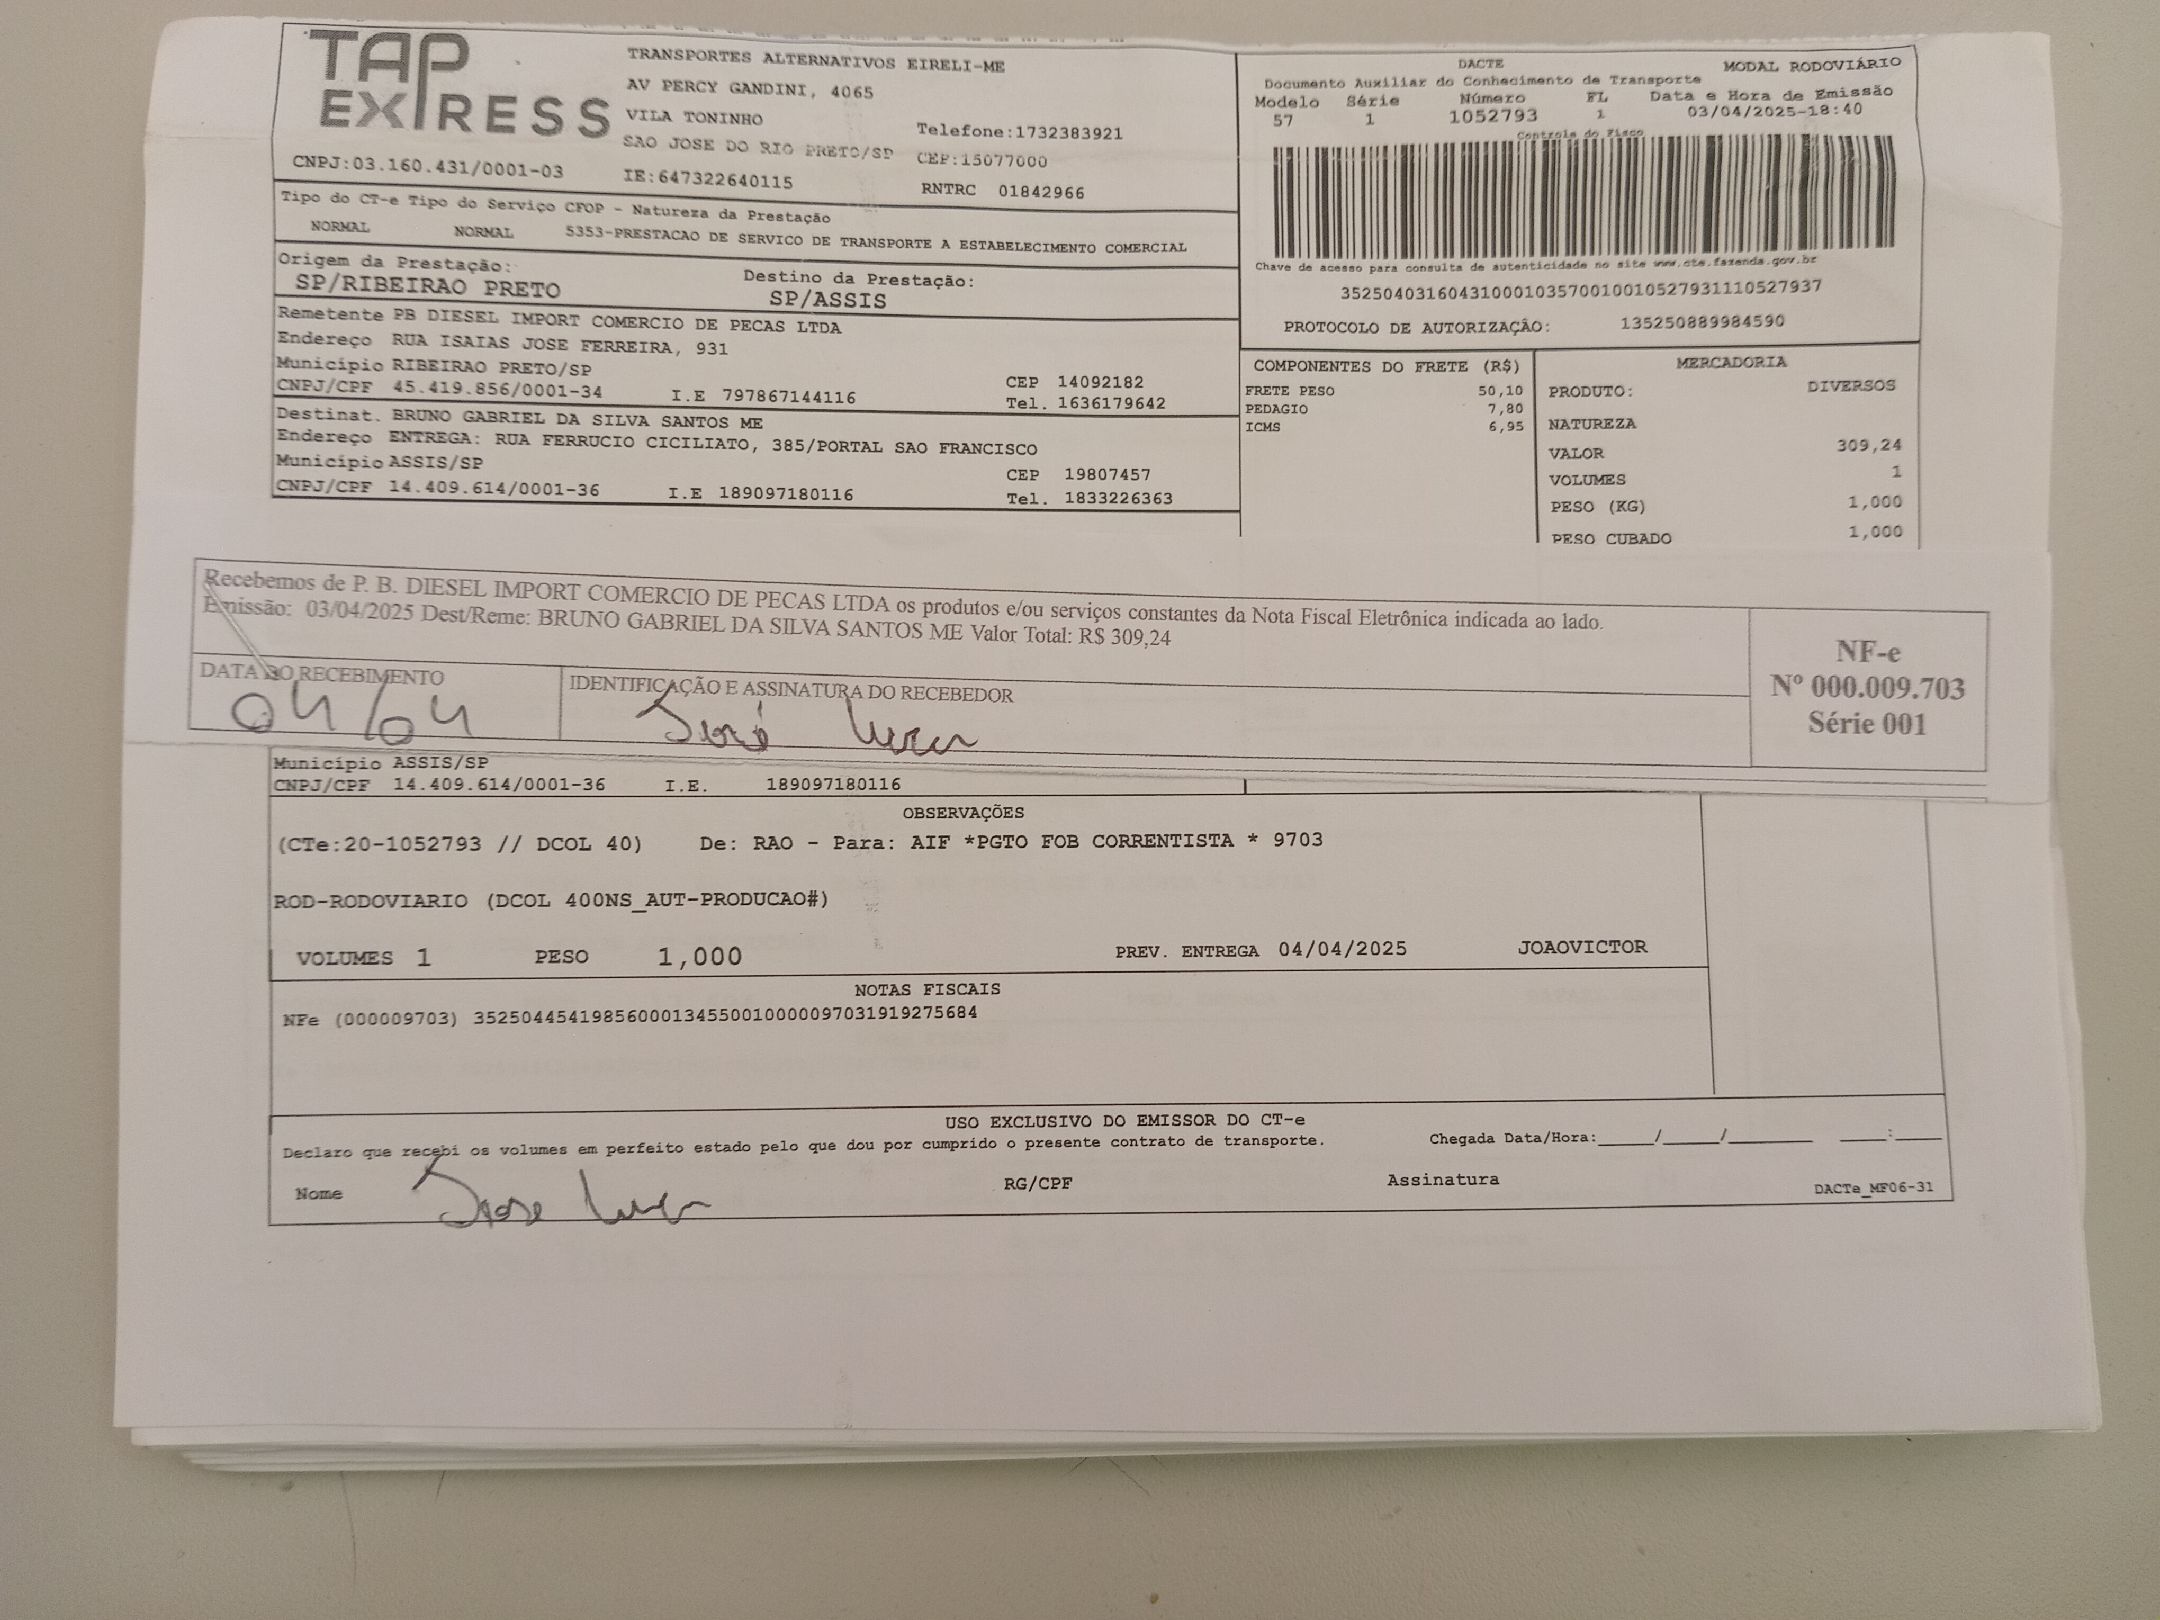 TAP EXPRESS
TRANSPORTES ALTERNATIVOS EIRELI-ME
AV PERCY GANDINI, 4065
VILA TONINHO
SAO JOSE DO RIO PRETO/SP
Telefone:1732383921
CEP:15077000
CNPJ:03.160.431/0001-03 IE:647322640115 RNTRC 01842966
DACTE MODAL RODOVIÁRIO
Documento Auxiliar do Conhecimento de Transporte
Modelo Série Número FL Data e Hora de Emissão
57 1 1052793 1 03/04/2025-18:40
Controle do Fisco
Chave de acesso para consulta de autenticidade no site www.cte.fazenda.gov.br
35250403160431000103570010010527931110527937
PROTOCOLO DE AUTORIZAÇÃO: 135250889984590
Tipo do CT-e Tipo do Serviço CFOP - Natureza da Prestação
NORMAL NORMAL 5353-PRESTACAO DE SERVICO DE TRANSPORTE A ESTABELECIMENTO COMERCIAL
Origem da Prestação: Destino da Prestação:
SP/RIBEIRAO PRETO SP/ASSIS
Remetente PB DIESEL IMPORT COMERCIO DE PECAS LTDA
Endereço RUA ISAIAS JOSE FERREIRA, 931
Município RIBEIRAO PRETO/SP CEP 14092182
CNPJ/CPF 45.419.856/0001-34 I.E 797867144116 Tel. 1636179642
Destinat. BRUNO GABRIEL DA SILVA SANTOS ME
Endereço ENTREGA: RUA FERRUCIO CICILIATO, 385/PORTAL SAO FRANCISCO
Município ASSIS/SP CEP 19807457
CNPJ/CPF 14.409.614/0001-36 I.E 189097180116 Tel. 1833226363
COMPONENTES DO FRETE (R$)
FRETE PESO 50,10
PEDAGIO 7,80
ICMS 6,95
MERCADORIA
PRODUTO: DIVERSOS
NATUREZA
VALOR 309,24
VOLUMES 1
PESO (KG) 1,000
PESO CUBADO 1,000
Recebemos de P. B. DIESEL IMPORT COMERCIO DE PECAS LTDA os produtos e/ou serviços constantes da Nota Fiscal Eletrônica indicada ao lado.
Emissão: 03/04/2025 Dest/Reme: BRUNO GABRIEL DA SILVA SANTOS ME Valor Total: R$ 309,24
DATA DO RECEBIMENTO IDENTIFICAÇÃO E ASSINATURA DO RECEBEDOR
04/04
NF-e
Nº 000.009.703
Série 001
Município ASSIS/SP
CNPJ/CPF 14.409.614/0001-36 I.E. 189097180116
OBSERVAÇÕES
(CTe:20-1052793 // DCOL 40) De: RAO - Para: AIF *PGTO FOB CORRENTISTA * 9703
ROD-RODOVIARIO (DCOL 400NS_AUT-PRODUCAO#)
VOLUMES 1 PESO 1,000 PREV. ENTREGA 04/04/2025 JOAOVICTOR
NOTAS FISCAIS
NFe (000009703) 35250445419856000134550010000097031919275684
USO EXCLUSIVO DO EMISSOR DO CT-e
Declaro que recebi os volumes em perfeito estado pelo que dou por cumprido o presente contrato de transporte. Chegada Data/Hora:_____/_____/_______ ____:____
Nome Jose RG/CPF Assinatura
DACTe_MF06-31